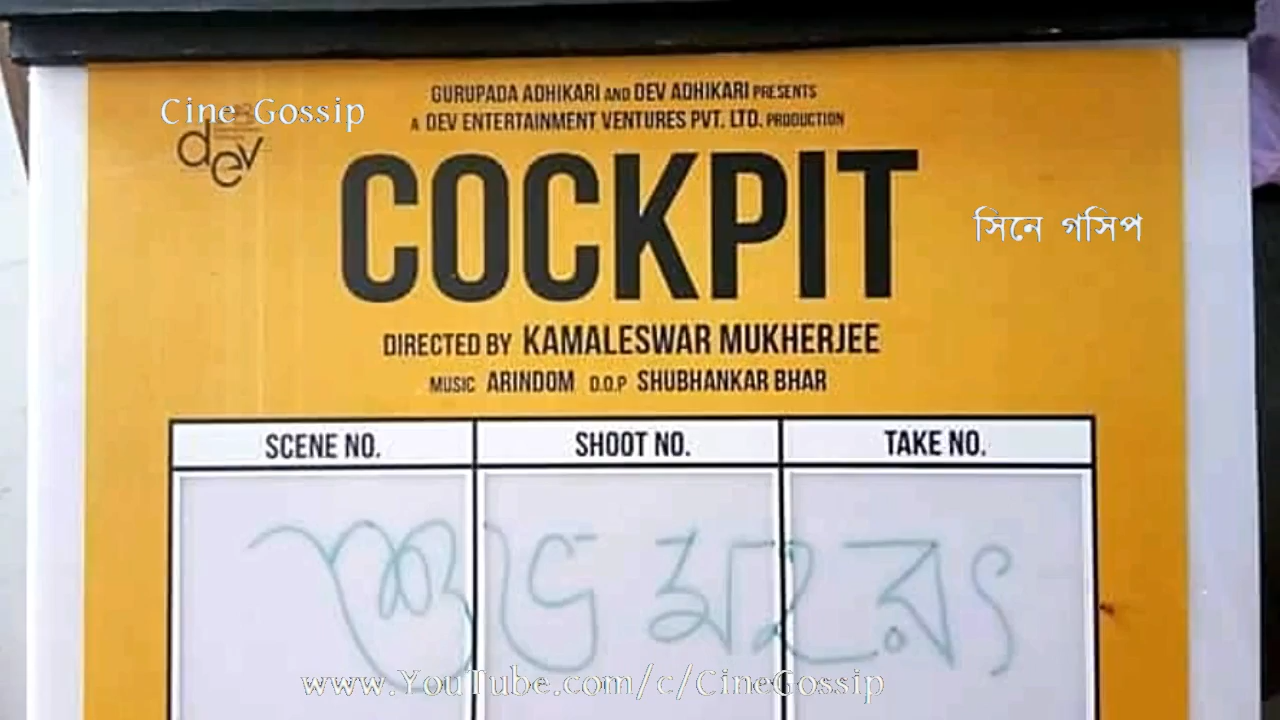 GURUPADA ADHIKARI AND DEV ADHIKARI PRESENTS
A DEV ENTERTAINMENT VENTURES PVT. LTD. PRODUCTION
Cine Gossip
dev
COCKPIT
সিনে গসিপ
DIRECTED BY KAMALESWAR MUKHERJEE
MUSIC ARINDOM D.O.P SHUBHANKAR BHAR
SCENE NO. SHOOT NO. TAKE NO.
শুভ মহরৎ
www.YouTube.com/c/CineGossip